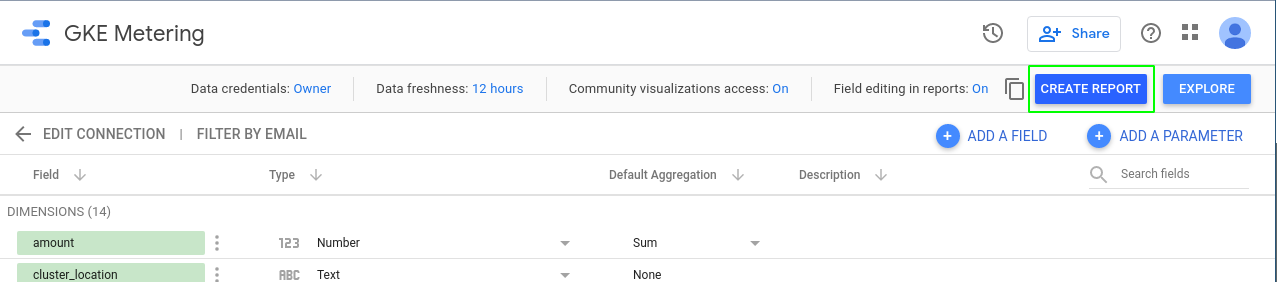 GKE Metering
Share
Data credentials: Owner
Data freshness: 12 hours
Community visualizations access: On
Field editing in reports: On
CREATE REPORT
EXPLORE
EDIT CONNECTION | FILTER BY EMAIL
ADD A FIELD
ADD A PARAMETER
Field
Type
Default Aggregation
Description
Search fields
DIMENSIONS (14)
amount
123
Number
Sum
cluster_location
ABC
Text
None